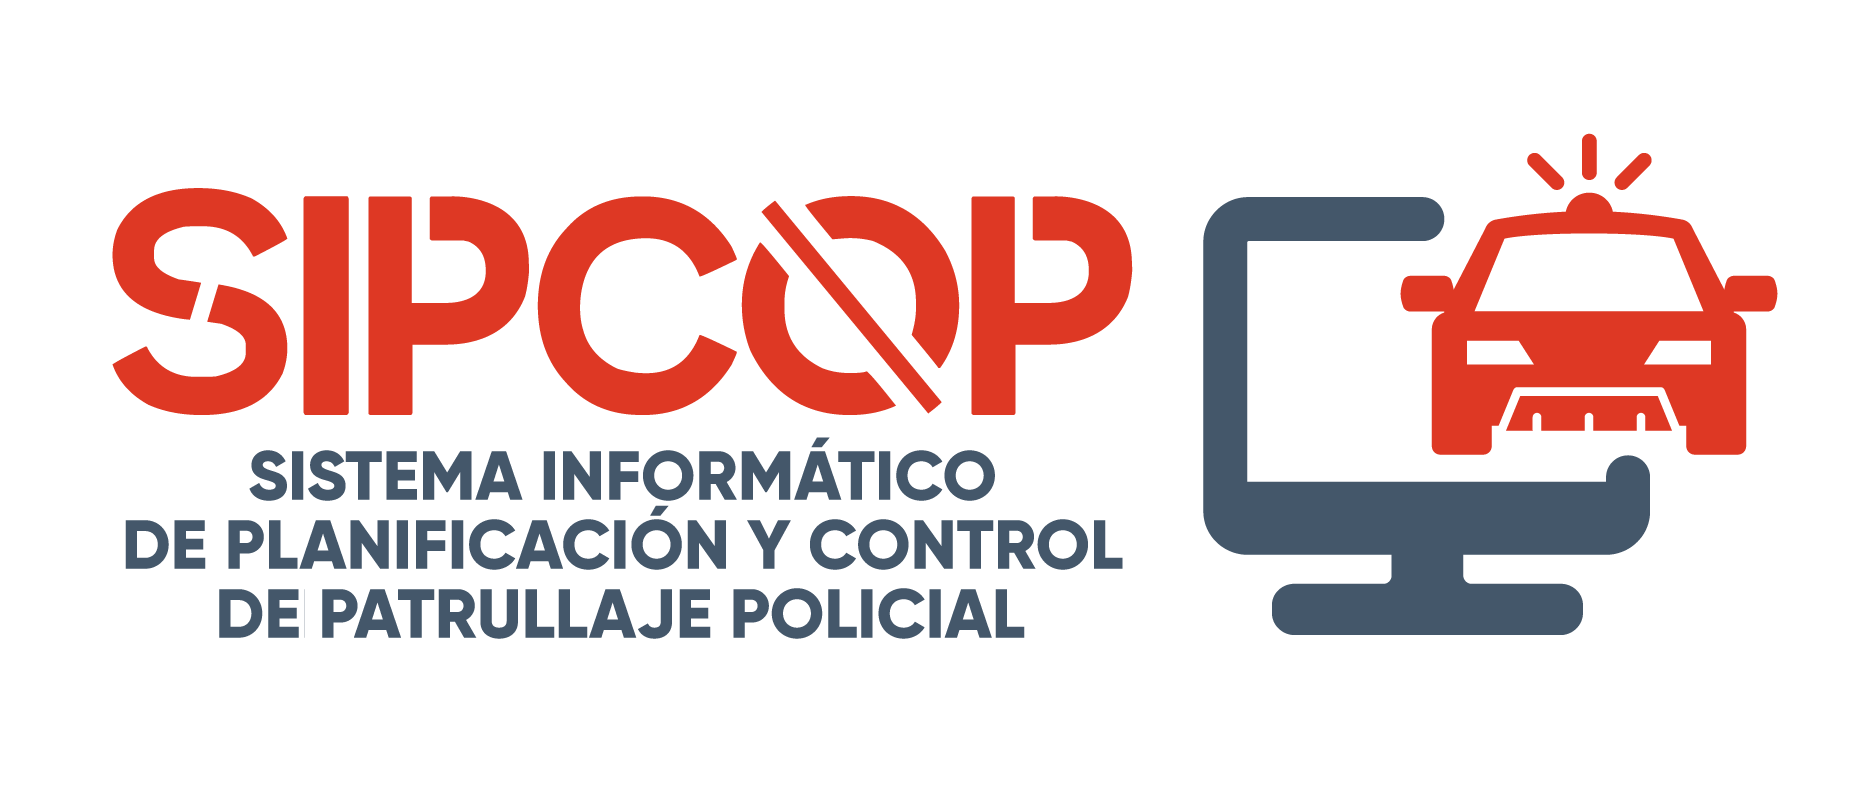 SIPCOP
SISTEMA INFORMÁTICO
DE PLANIFICACIÓN Y CONTROL
DE PATRULLAJE POLICIAL